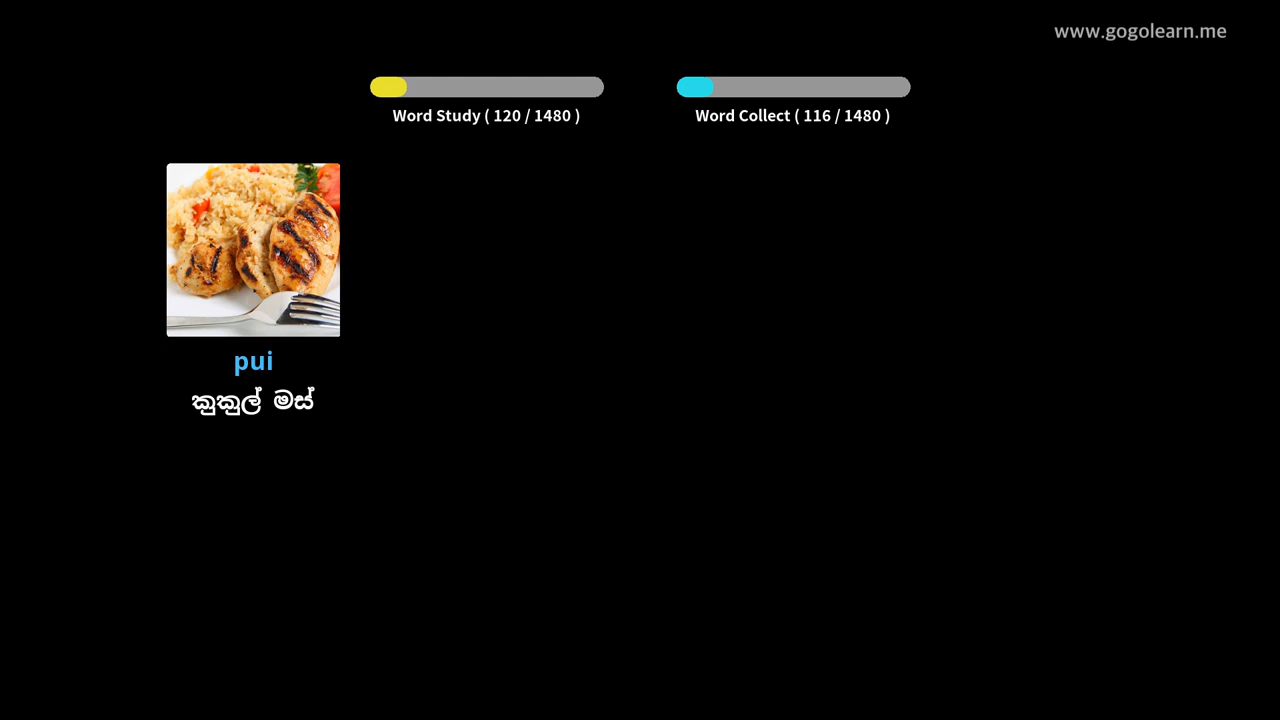 www.gogolearn.me
Word Study ( 120 / 1480 )
Word Collect ( 116 / 1480 )
pui
කුකුල් මස්